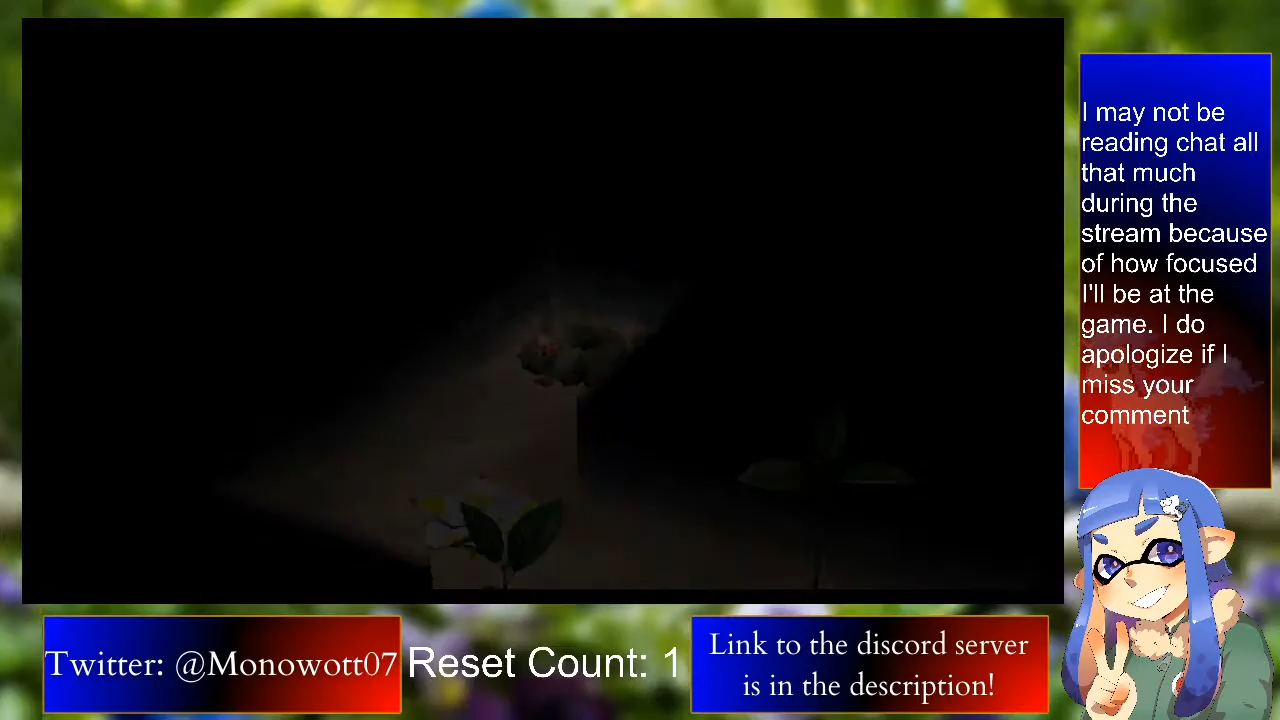 I may not be
reading chat all
that much
during the
stream because
of how focused
I'll be at the
game. I do
apologize if I
miss your
comment
Twitter: @Monowott07
Reset Count: 1
Link to the discord server
is in the description!